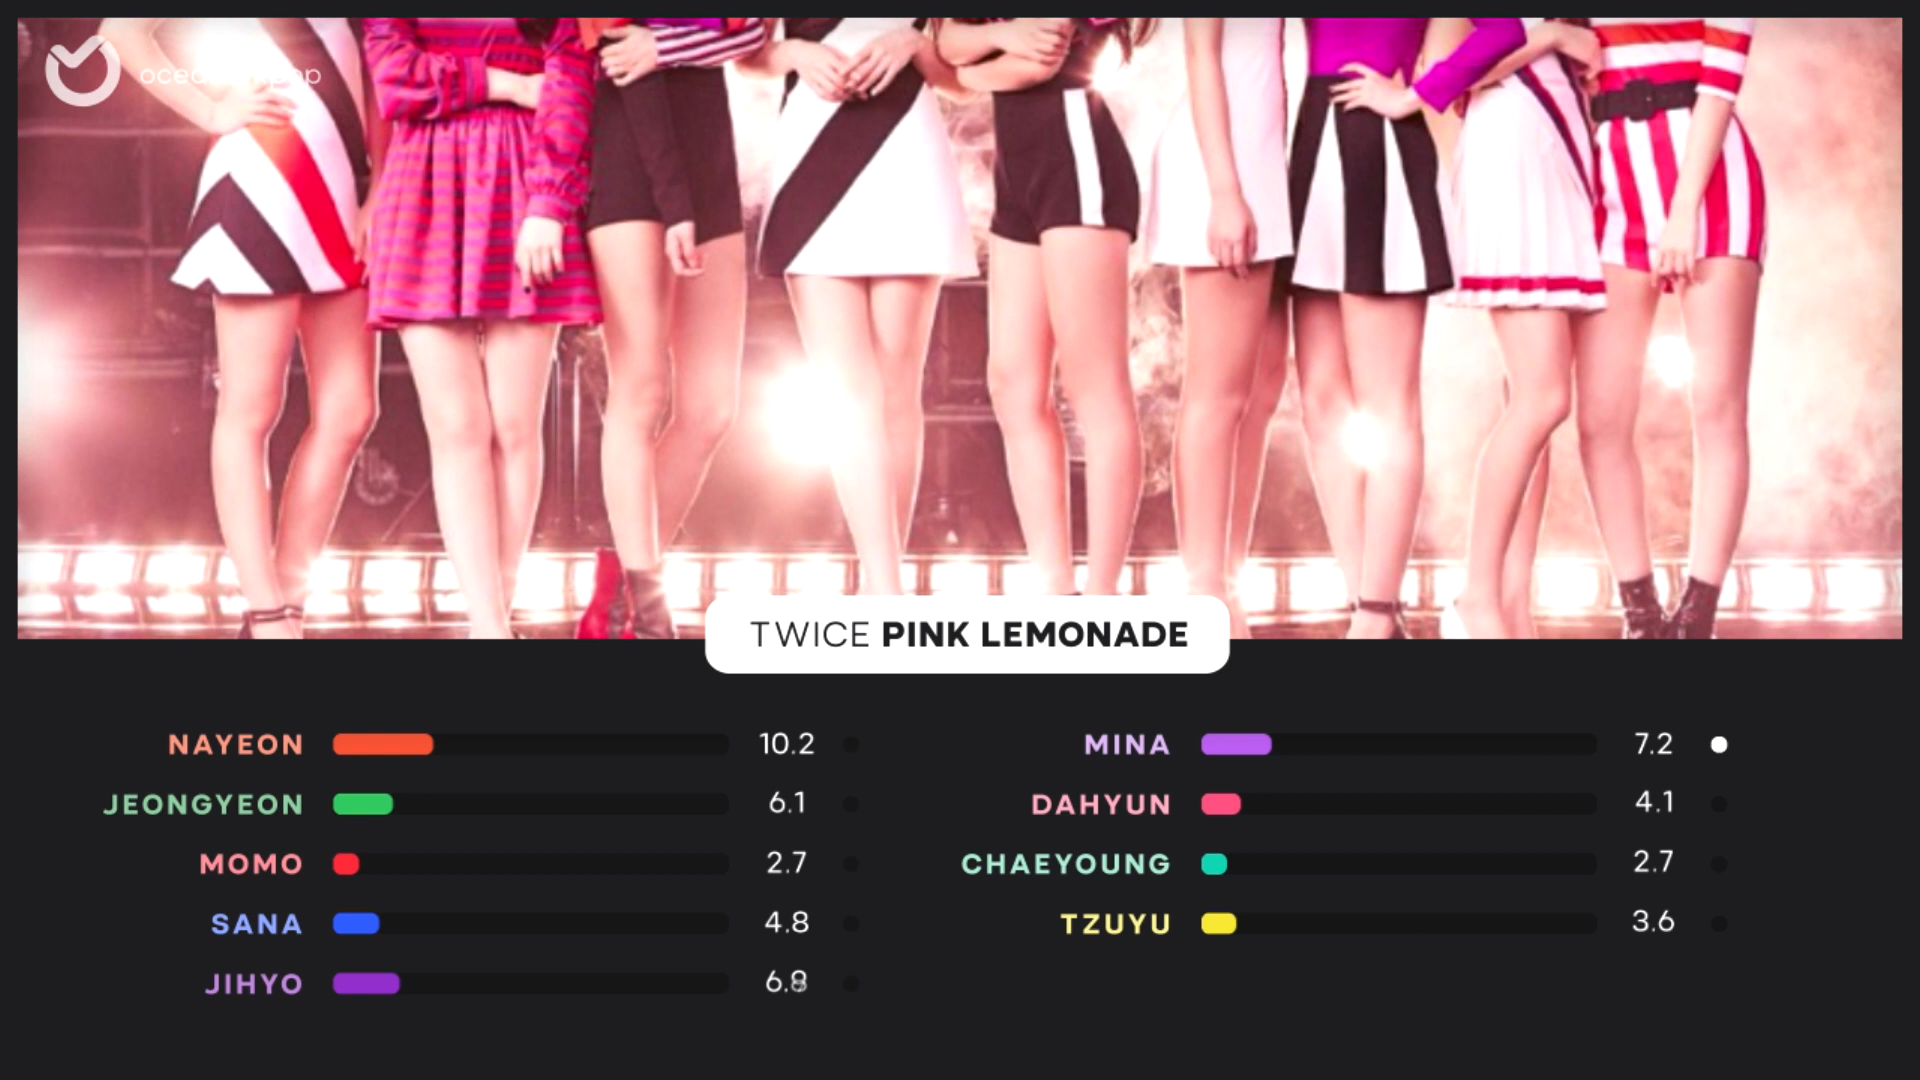 TWICE PINK LEMONADE
NAYEON 10.2
JEONGYEON 6.1
MOMO 2.7
SANA 4.8
JIHYO 6.8
MINA 7.2
DAHYUN 4.1
CHAEYOUNG 2.7
TZUYU 3.6